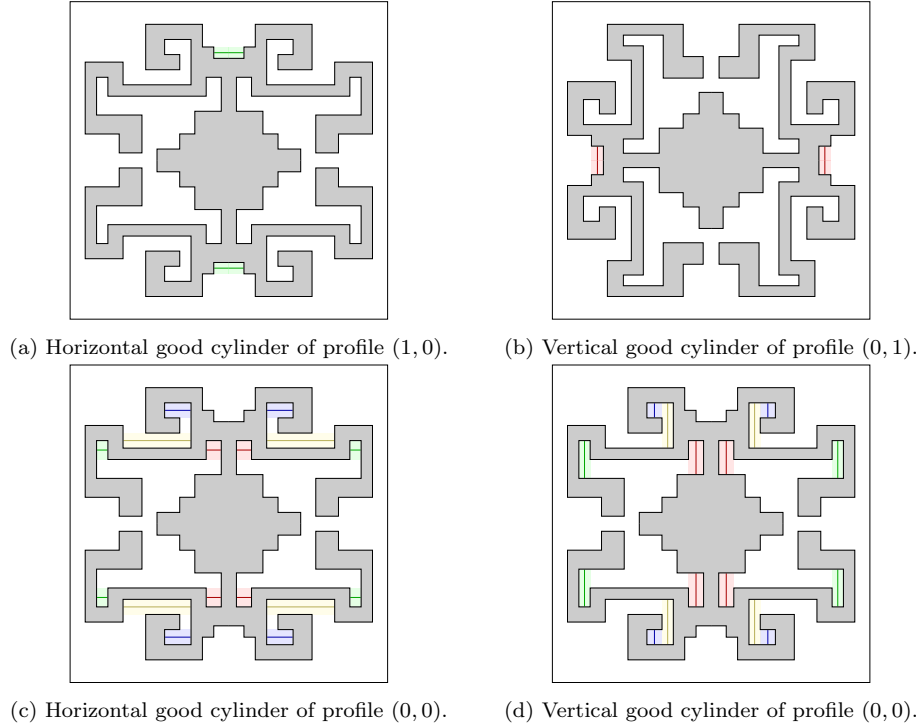 (a) Horizontal good cylinder of profile (1, 0).
(b) Vertical good cylinder of profile (0, 1).
(c) Horizontal good cylinder of profile (0, 0).
(d) Vertical good cylinder of profile (0, 0).